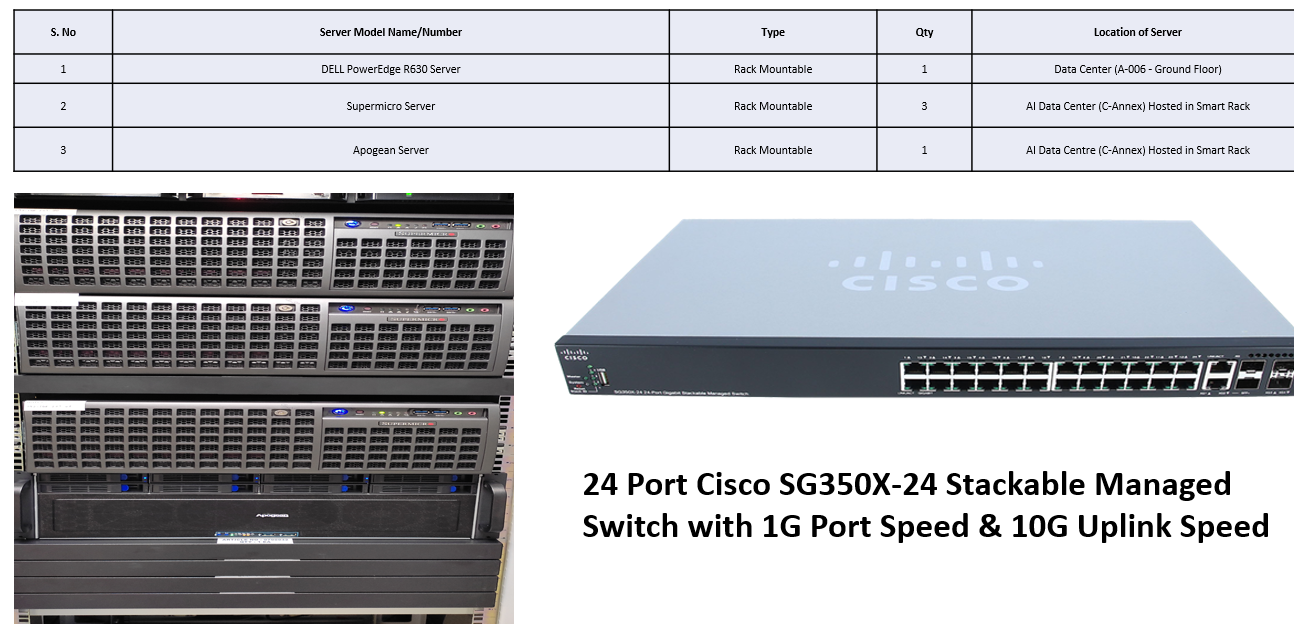 S. No Server Model Name/Number Type Qty Location of Server
1 DELL PowerEdge R630 Server Rack Mountable 1 Data Center (A-006 - Ground Floor)
2 Supermicro Server Rack Mountable 3 AI Data Center (C-Annex) Hosted in Smart Rack
3 Apogean Server Rack Mountable 1 AI Data Centre (C-Annex) Hosted in Smart Rack
SUPERMICR
SUPERMICR
SUPERMICR
Apogean
CISCO
CISCO
SG350X-24 24-Port Gigabit Stackable Managed Switch
24 Port Cisco SG350X-24 Stackable Managed
Switch with 1G Port Speed & 10G Uplink Speed